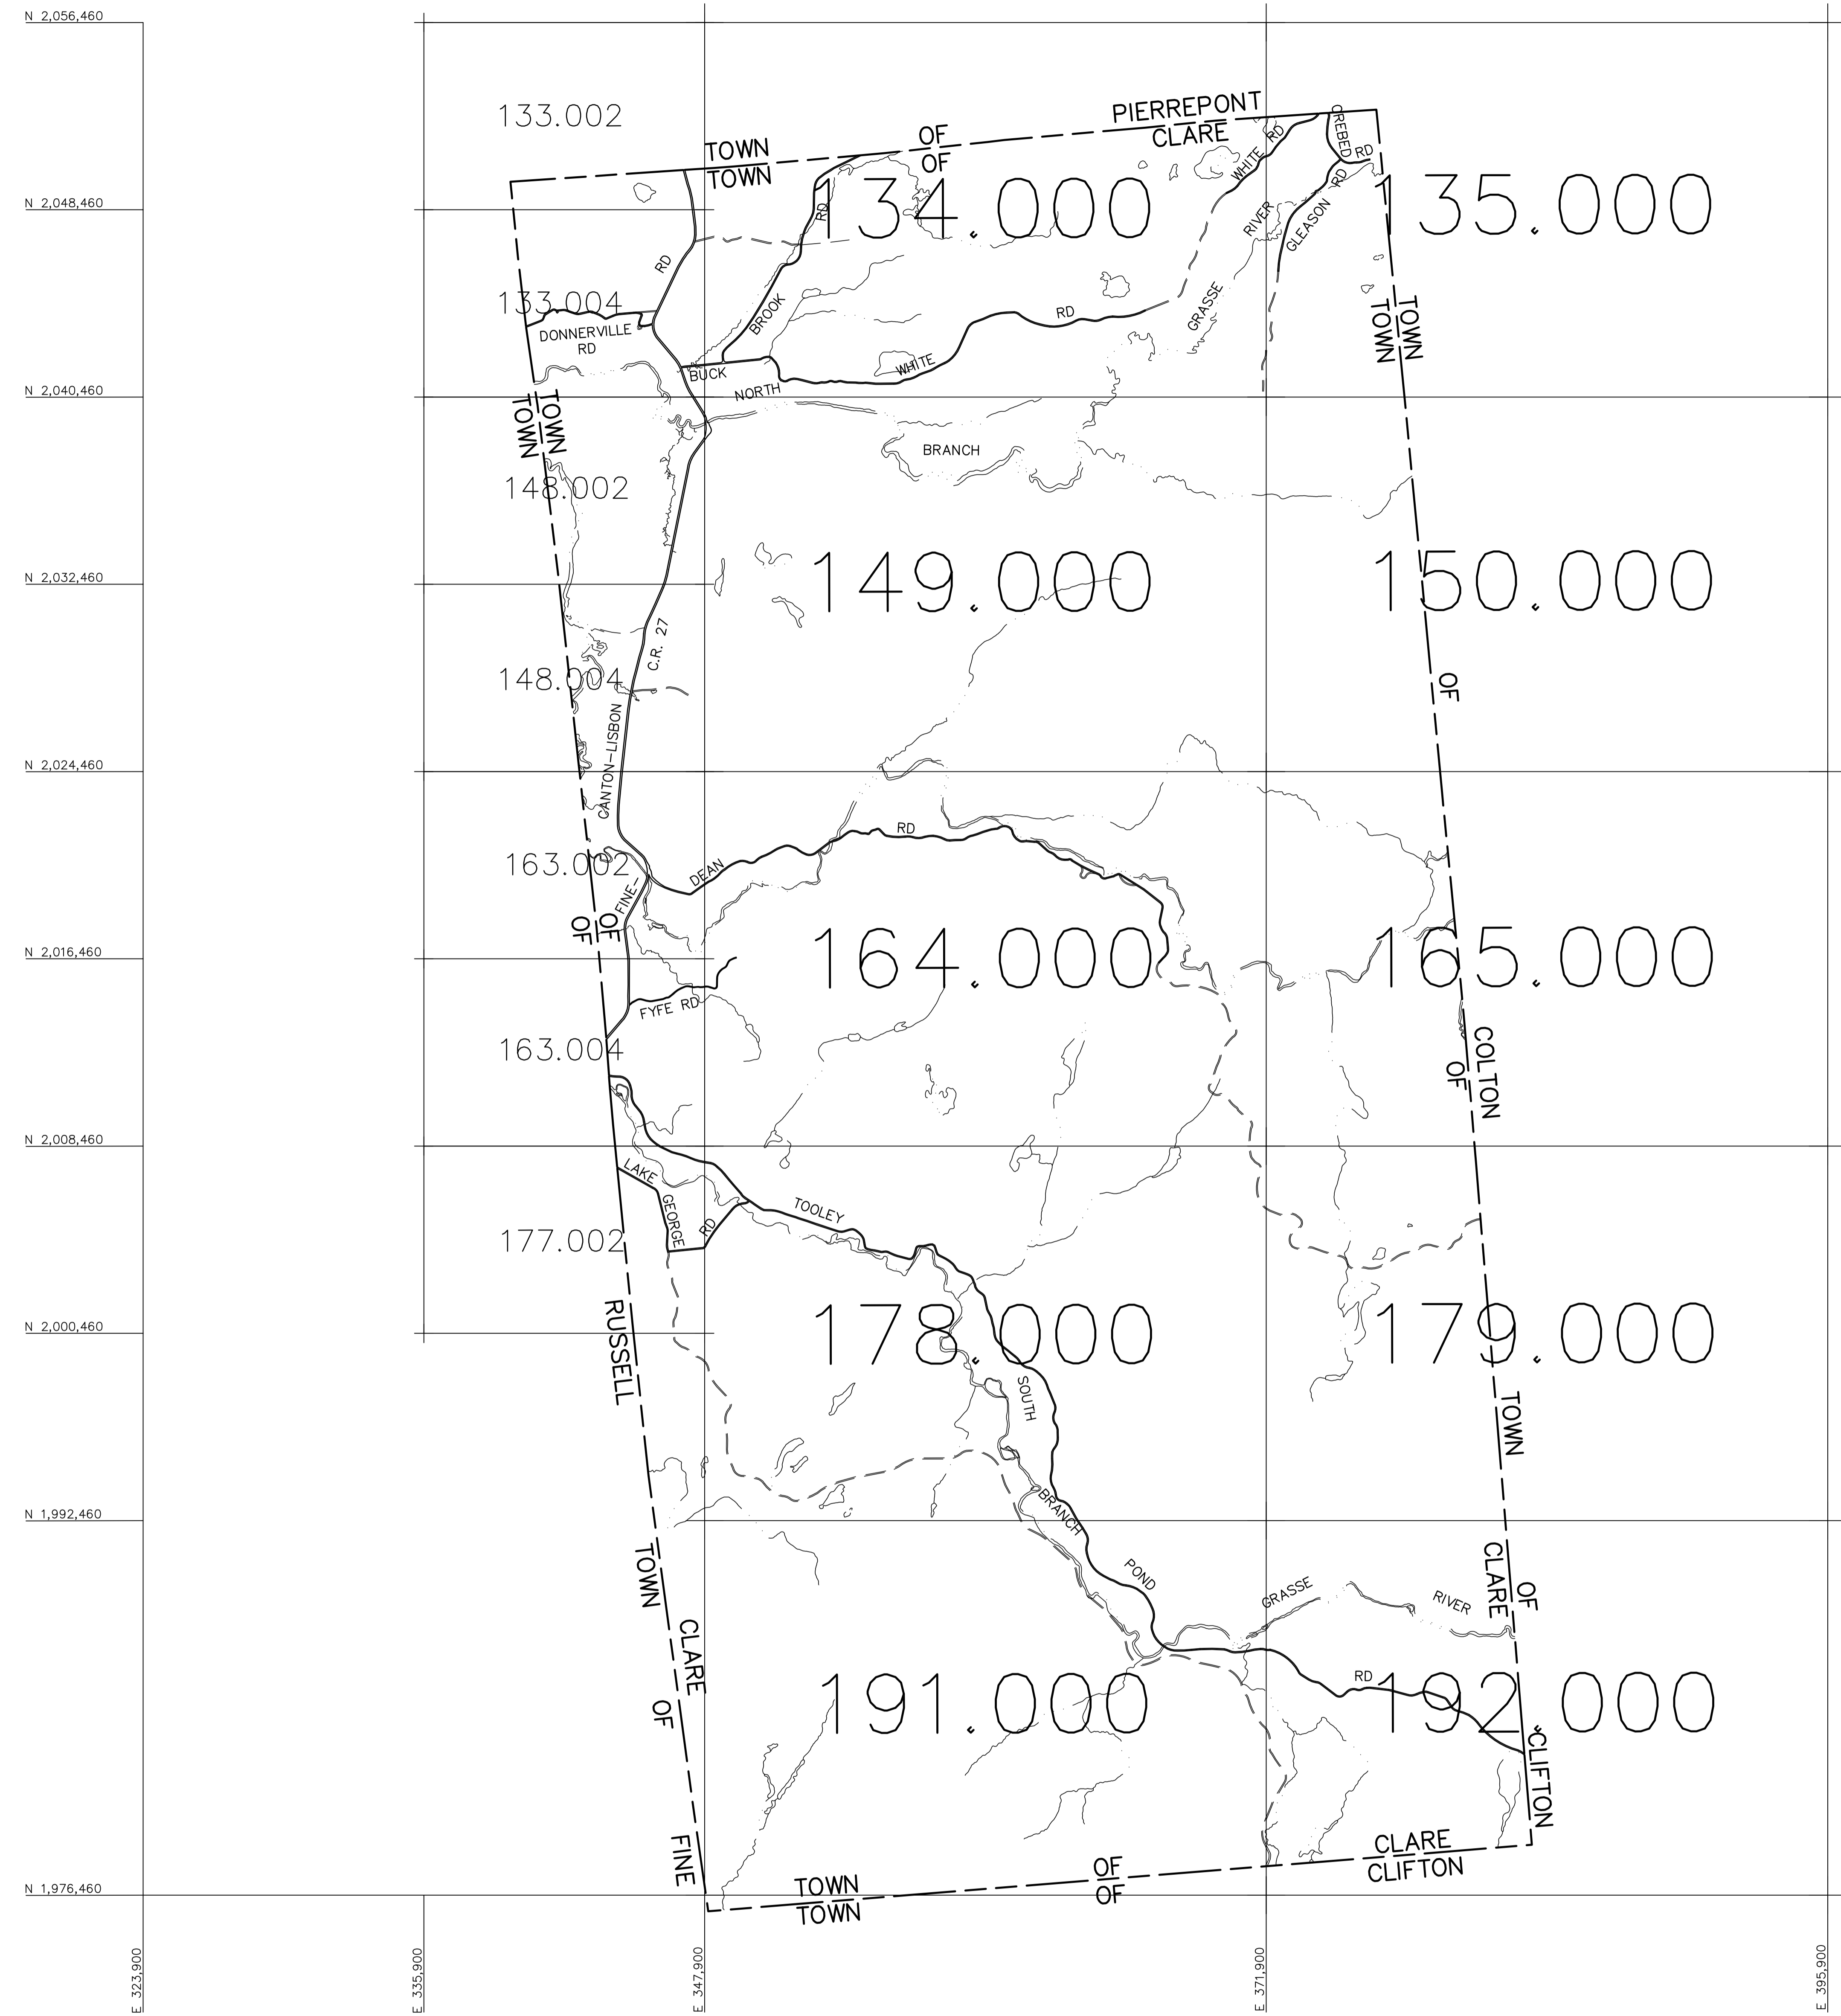 N 2,056,460
133.002
TOWN OF PIERREPONT
TOWN OF CLARE
CREBED
RD
WHITE RD
N 2,048,460
134.000
135.000
RD
RIVER
GLEASON RD
RD
133.004
BROOK
GRASSE
RD
DONNERVILLE
RD
TOWN
TOWN
BUCK
WHITE
N 2,040,460
NORTH
TOWN
TOWN
BRANCH
148.002
N 2,032,460
149.000
150.000
C.R. 27
148.004
OF
CANTON-LISBON
N 2,024,460
RD
163.002
DEAN
FINE-
OF
OF
N 2,016,460
164.000
165.000
FYFE RD
163.004
COLTON
OF
N 2,008,460
LAKE
GEORGE
RD
TOOLEY
177.002
RUSSELL
N 2,000,460
178.000
179.000
SOUTH
TOWN
BRANCH
N 1,992,460
TOWN
POND
CLARE
OF
GRASSE
RIVER
CLARE
OF
RD
191.000
192.000
CLIFTON
FINE
CLARE
CLIFTON
TOWN OF
TOWN OF
N 1,976,460
E 323,900
E 335,900
E 347,900
E 371,900
E 395,900